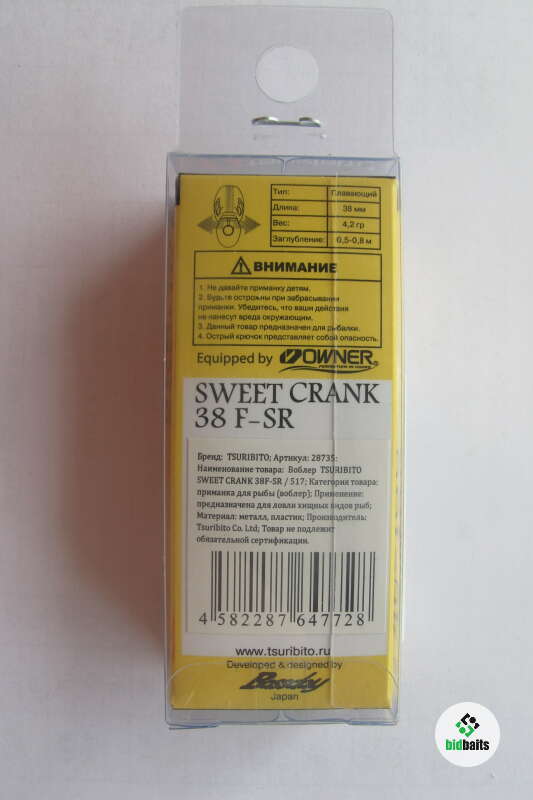 Тип: Плавающий
Длина: 38 мм
Вес: 4,2 гр
Заглубление: 0,5-0,8 м
ВНИМАНИЕ
1. Не давайте приманку детям.
2. Будьте острожны при забрасывании
приманки. Убедитесь, что ваши действия
не нанесут вреда окружающим.
3. Данный товар предназначен для рыбалки.
4. Острый крючок представляет собой опасность.
Equipped by OWNER
SWEET CRANK
38 F-SR
Бренд: TSURIBITO; Артикул: 28735;
Наименование товара: Воблер TSURIBITO
SWEET CRANK 38F-SR / 517; Категория товара:
приманка для рыбы (воблер); Применение:
предназначена для ловли хищных видов рыб;
Материал: металл, пластик; Производитель:
Tsuribito Co. Ltd; Товар не подлежит
обязательной сертификации.
4 582287 647728
www.tsuribito.ru
Developed & designed by
Japan
bidbaits